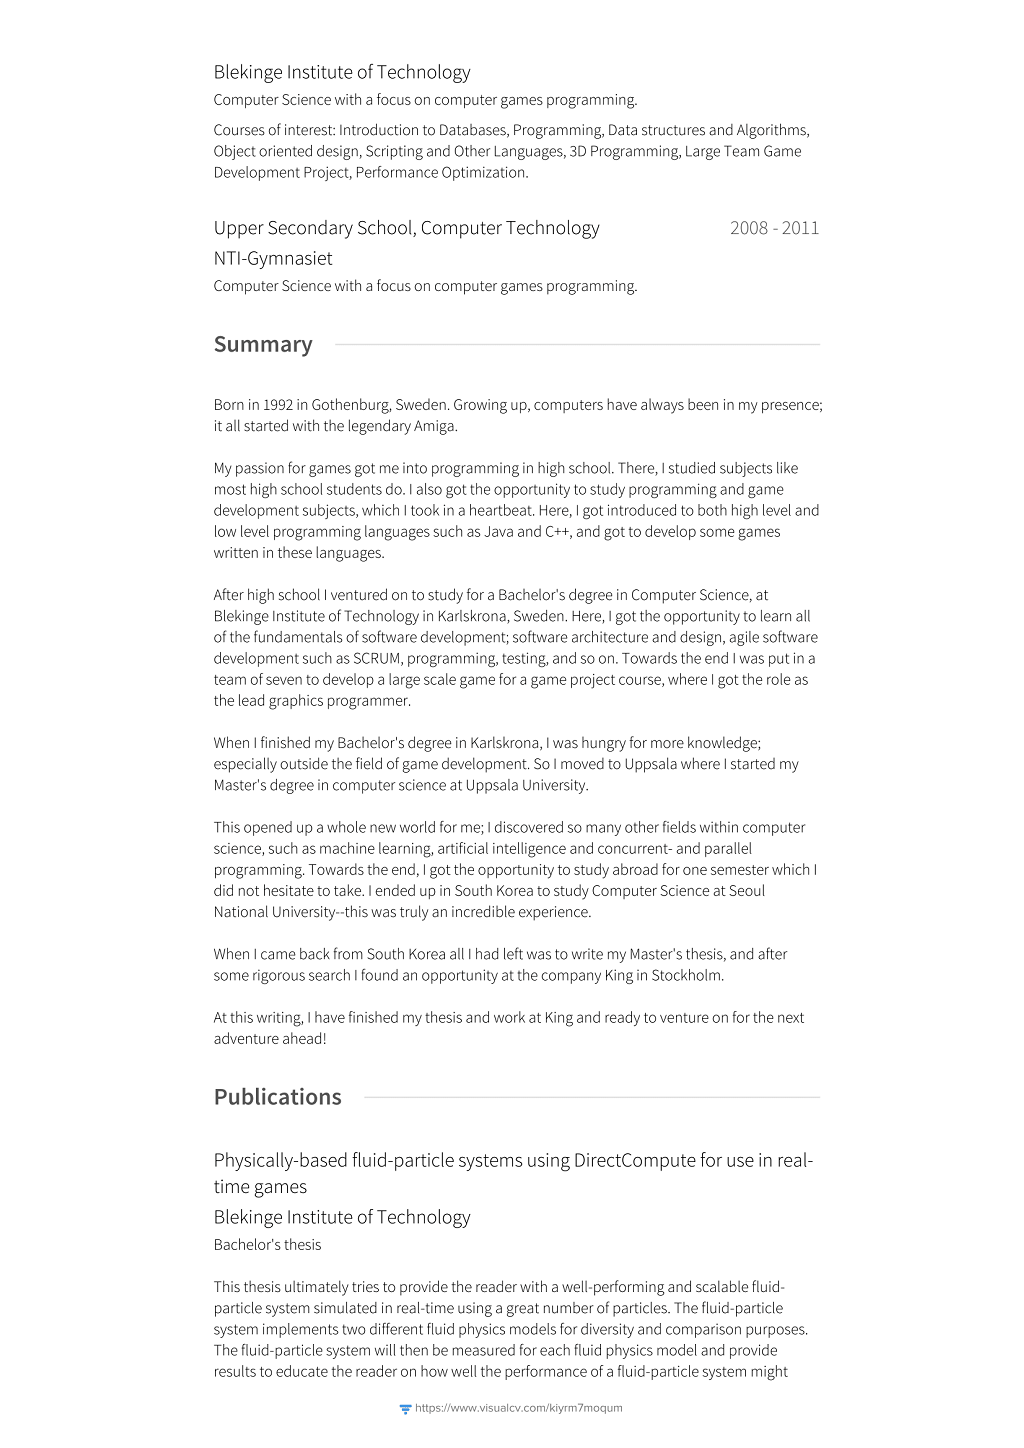 Blekinge Institute of Technology
Computer Science with a focus on computer games programming.
Courses of interest: Introduction to Databases, Programming, Data structures and Algorithms,
Object oriented design, Scripting and Other Languages, 3D Programming, Large Team Game
Development Project, Performance Optimization.
Upper Secondary School, Computer Technology 2008 - 2011
NTI-Gymnasiet
Computer Science with a focus on computer games programming.
Summary
Born in 1992 in Gothenburg, Sweden. Growing up, computers have always been in my presence;
it all started with the legendary Amiga.
My passion for games got me into programming in high school. There, I studied subjects like
most high school students do. I also got the opportunity to study programming and game
development subjects, which I took in a heartbeat. Here, I got introduced to both high level and
low level programming languages such as Java and C++, and got to develop some games
written in these languages.
After high school I ventured on to study for a Bachelor's degree in Computer Science, at
Blekinge Institute of Technology in Karlskrona, Sweden. Here, I got the opportunity to learn all
of the fundamentals of software development; software architecture and design, agile software
development such as SCRUM, programming, testing, and so on. Towards the end I was put in a
team of seven to develop a large scale game for a game project course, where I got the role as
the lead graphics programmer.
When I finished my Bachelor's degree in Karlskrona, I was hungry for more knowledge;
especially outside the field of game development. So I moved to Uppsala where I started my
Master's degree in computer science at Uppsala University.
This opened up a whole new world for me; I discovered so many other fields within computer
science, such as machine learning, artificial intelligence and concurrent- and parallel
programming. Towards the end, I got the opportunity to study abroad for one semester which I
did not hesitate to take. I ended up in South Korea to study Computer Science at Seoul
National University--this was truly an incredible experience.
When I came back from South Korea all I had left was to write my Master's thesis, and after
some rigorous search I found an opportunity at the company King in Stockholm.
At this writing, I have finished my thesis and work at King and ready to venture on for the next
adventure ahead!
Publications
Physically-based fluid-particle systems using DirectCompute for use in real-
time games
Blekinge Institute of Technology
Bachelor's thesis
This thesis ultimately tries to provide the reader with a well-performing and scalable fluid-
particle system simulated in real-time using a great number of particles. The fluid-particle
system implements two different fluid physics models for diversity and comparison purposes.
The fluid-particle system will then be measured for each fluid physics model and provide
results to educate the reader on how well the performance of a fluid-particle system might
https://www.visualcv.com/kiyrm7moqum